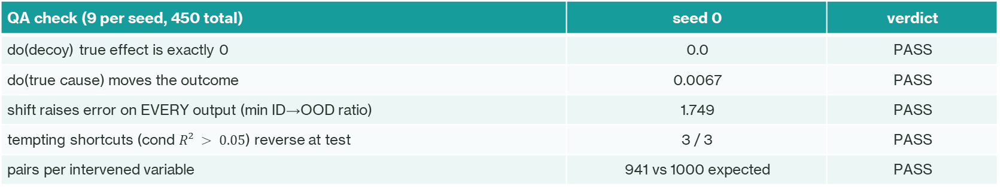 QA check (9 per seed, 450 total) seed 0 verdict
do(decoy) true effect is exactly 0 0.0 PASS
do(true cause) moves the outcome 0.0067 PASS
shift raises error on EVERY output (min ID→OOD ratio) 1.749 PASS
tempting shortcuts (cond R² > 0.05) reverse at test 3 / 3 PASS
pairs per intervened variable 941 vs 1000 expected PASS